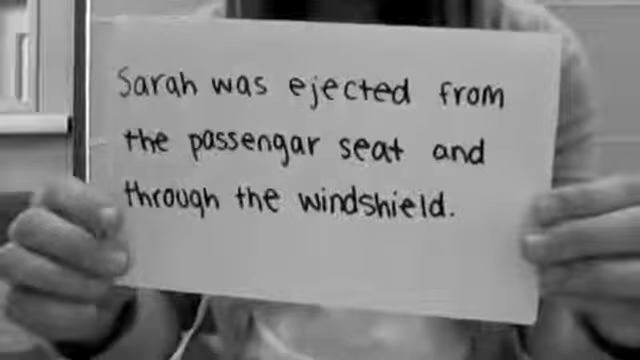 Sarah was ejected from
the passengar seat and
through the windshield.